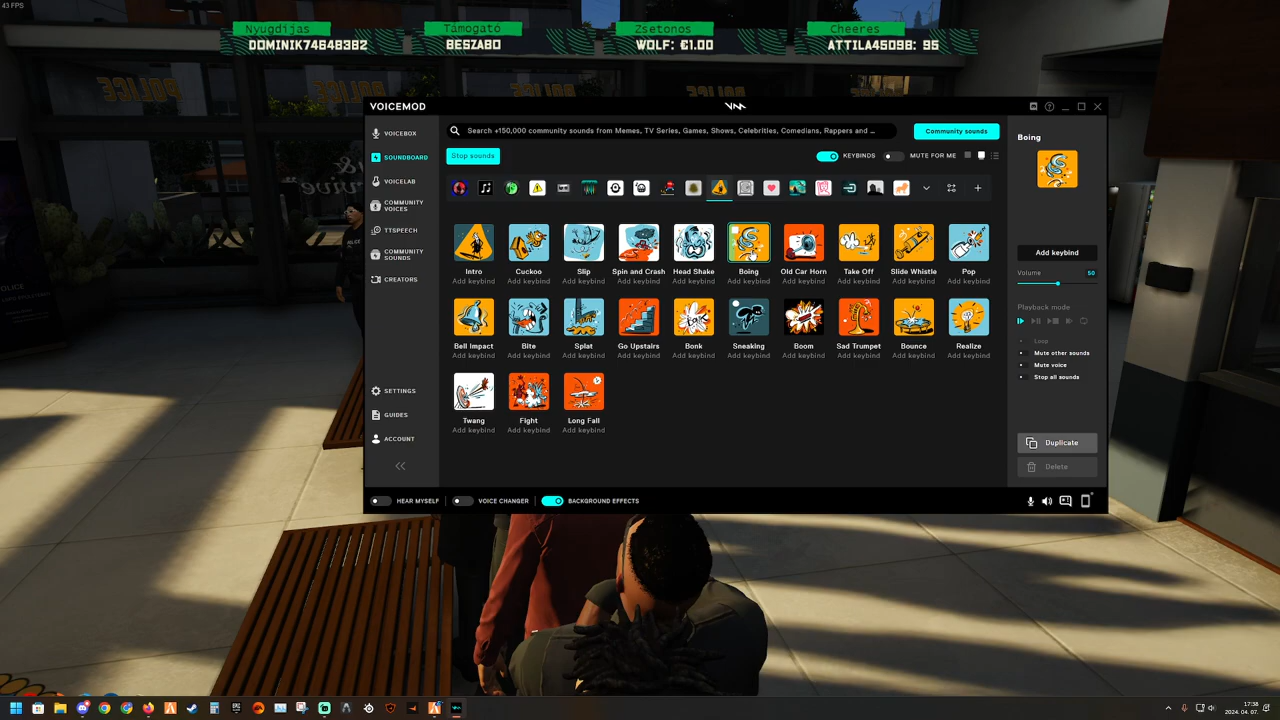 43 FPS
Nyugdíjas
DOMINIK74648382
Támogató
BESZABO
Zsetonos
WOLF: €1.00
Cheeres
ATTILA45098: 95
POLICE
POLICE
VOICEMOD
Search +150,000 community sounds from Memes, TV Series, Games, Shows, Celebrities, Comedians, Rappers and ...
Community sounds
Boing
VOICEBOX
SOUNDBOARD
VOICELAB
COMMUNITY VOICES
TTSPEECH
COMMUNITY SOUNDS
CREATORS
SETTINGS
GUIDES
ACCOUNT
Stop sounds
KEYBINDS
MUTE FOR ME
Intro
Add keybind
Cuckoo
Add keybind
Slip
Add keybind
Spin and Crash
Add keybind
Head Shake
Add keybind
Boing
Add keybind
Old Car Horn
Add keybind
Take Off
Add keybind
Slide Whistle
Add keybind
Pop
Add keybind
Bell Impact
Add keybind
Bite
Add keybind
Splat
Add keybind
Go Upstairs
Add keybind
Bonk
Add keybind
Sneaking
Add keybind
Boom
Add keybind
Sad Trumpet
Add keybind
Bounce
Add keybind
Realize
Add keybind
Twang
Add keybind
Fight
Add keybind
Long Fall
Add keybind
Add keybind
Volume
50
Playback mode
Loop
Mute other sounds
Mute voice
Stop all sounds
Duplicate
Delete
HEAR MYSELF
VOICE CHANGER
BACKGROUND EFFECTS
17:38
2024. 04. 07.